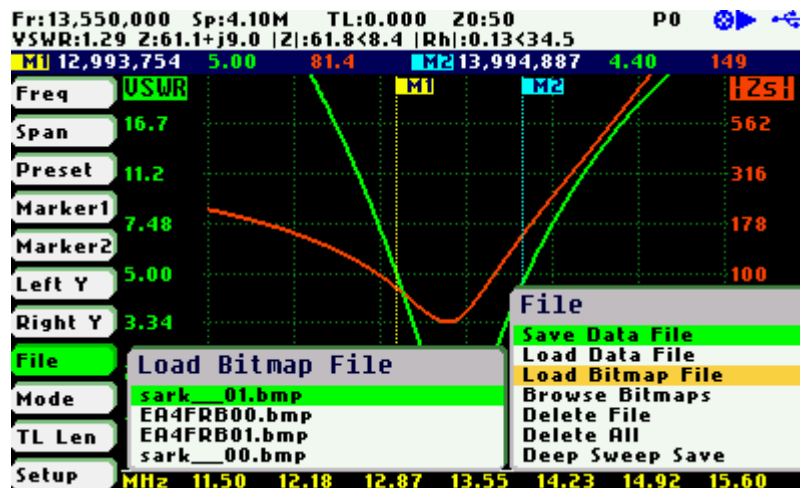 Fr:13,550,000 Sp:4.10M TL:0.000 Z0:50 P0
VSWR:1.29 Z:61.1+j9.0 |Z|:61.8<8.4 |Rh|:0.13<34.5
M1 12,993,754 5.00 81.4 M2 13,994,887 4.40 149
Freq
Span
Preset
Marker1
Marker2
Left Y
Right Y
File
Mode
TL Len
Setup
VSWR
16.7
11.2
7.48
5.00
3.34
M1
M2
|Zs|
562
316
178
100
Load Bitmap File
sark__01.bmp
EA4FRB00.bmp
EA4FRB01.bmp
sark__00.bmp
File
Save Data File
Load Data File
Load Bitmap File
Browse Bitmaps
Delete File
Delete All
Deep Sweep Save
MHz 11.50 12.18 12.87 13.55 14.23 14.92 15.60